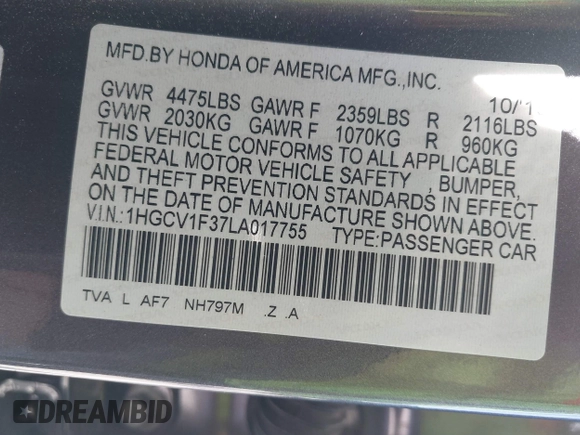 MFD.BY HONDA OF AMERICA MFG.,INC.
10/'1
GVWR 4475LBS GAWR F 2359LBS R 2116LBS
GVWR 2030KG GAWR F 1070KG R 960KG
THIS VEHICLE CONFORMS TO ALL APPLICABLE
FEDERAL MOTOR VEHICLE SAFETY , BUMPER,
AND THEFT PREVENTION STANDARDS IN EFFECT
ON THE DATE OF MANUFACTURE SHOWN ABOVE.
V.I.N.:1HGCV1F37LA017755 TYPE:PASSENGER CAR
TVA L AF7 NH797M .Z .A
DREAMBID